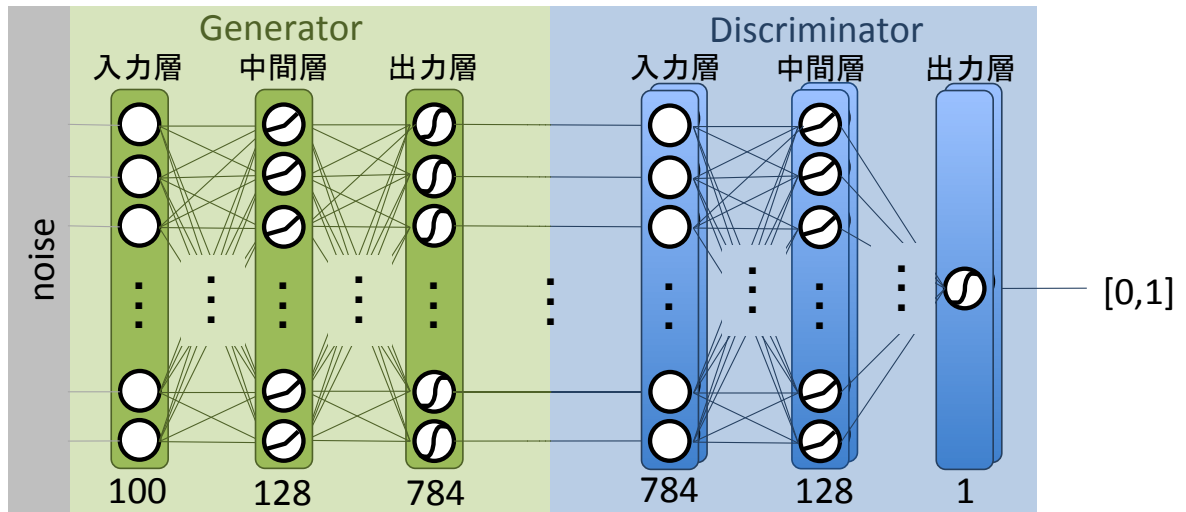 Generator
Discriminator
入力層 中間層 出力層 入力層 中間層 出力層
noise
[0,1]
100 128 784 784 128 1